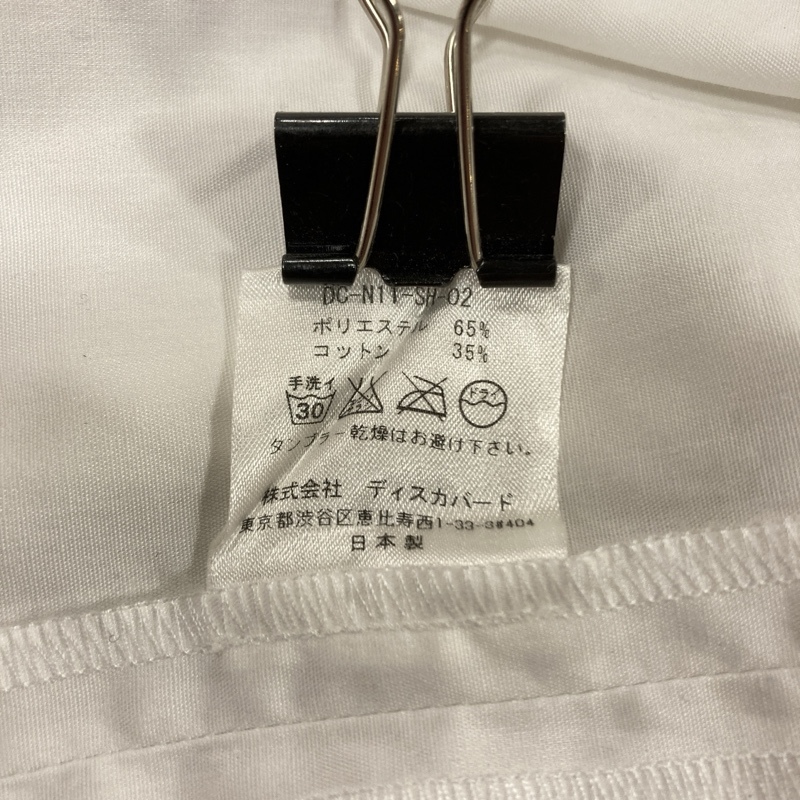 DC-N11-SH-02
ポリエステル 65%
コットン 35%
手洗イ
30 ドライ
タンブラー乾燥はお避け下さい。
株式会社 ディスカバード
東京都渋谷区恵比寿西1-33-3#404
日本製